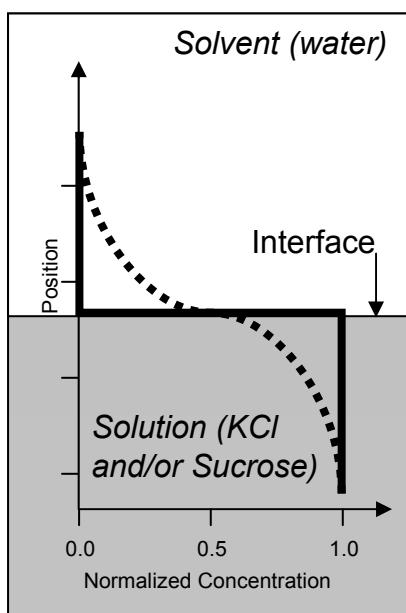 Solvent (water)
Interface
Position
Solution (KCl
and/or Sucrose)
0.0 0.5 1.0
Normalized Concentration